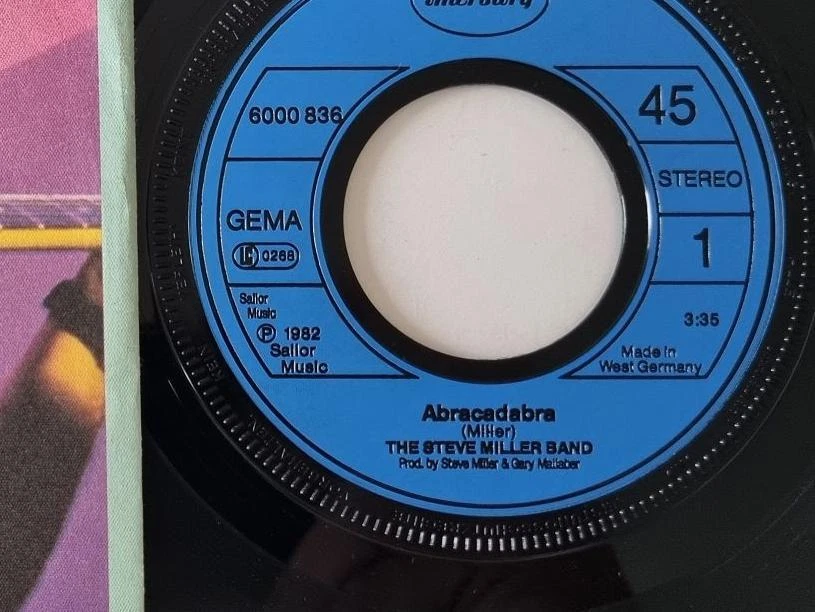 mercury
6000 836
45
STEREO
GEMA
LC 0268
1
Sailor
Music
℗ 1982
Sailor
Music
3:35
Made in
West Germany
Abracadabra
(Miller)
THE STEVE MILLER BAND
Prod. by Steve Miller & Gary Mallaber